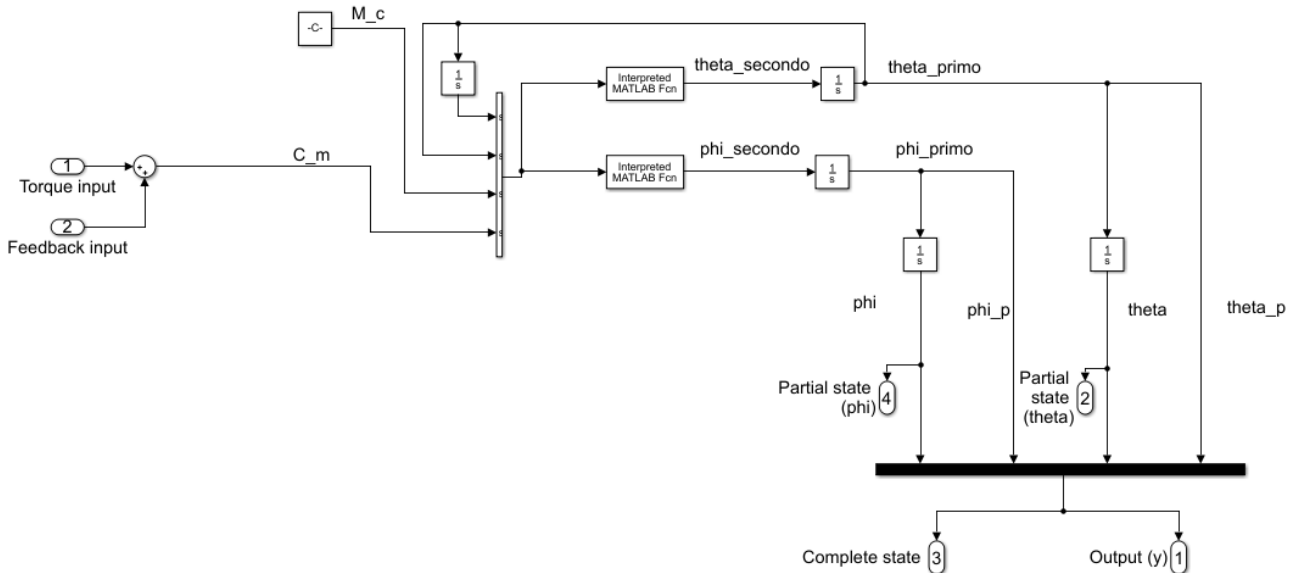 M_c
-C-
1
s
Interpreted
MATLAB Fcn
theta_secondo
1
s
theta_primo
1
Torque input
C_m
2
Feedback input
Interpreted
MATLAB Fcn
phi_secondo
1
s
phi_primo
1
s
1
s
phi
phi_p
theta
theta_p
Partial state
(phi)
4
Partial
state
(theta)
2
Complete state
3
Output (y)
1